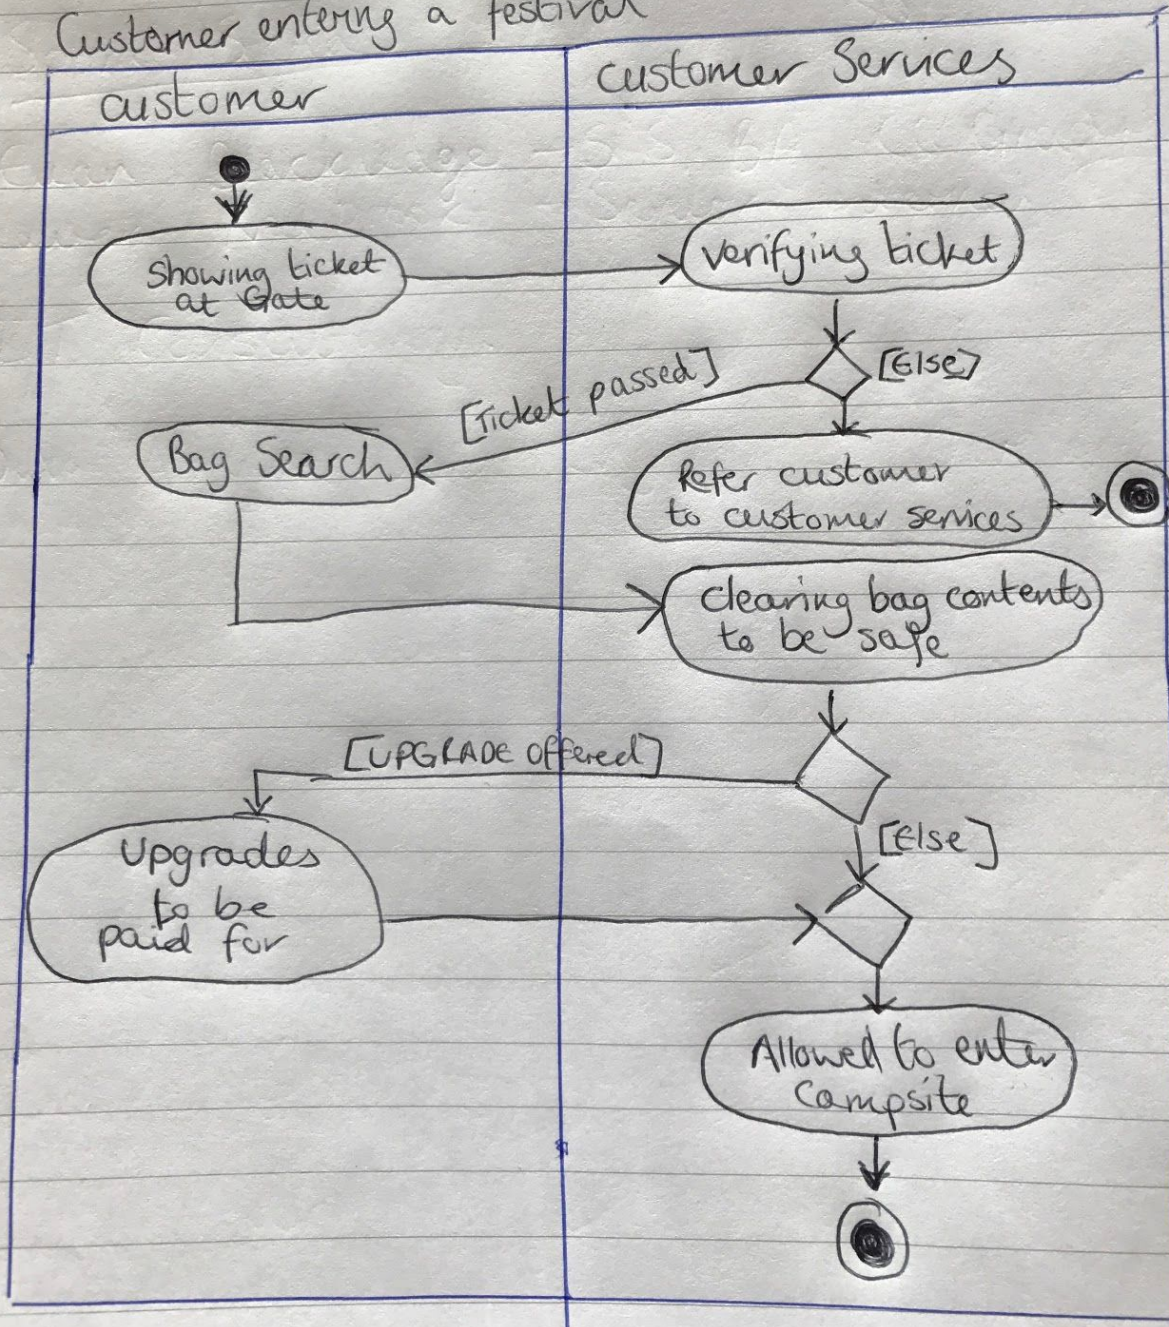 Customer entering a festival
customer
Customer Services
Showing ticket
at Gate
Verifying ticket
[Else]
[Ticket passed]
Bag Search
Refer customer
to customer services
Clearing bag contents
to be safe
[UPGRADE Offered]
[Else]
Upgrades
to be
paid for
Allowed to enter
Campsite